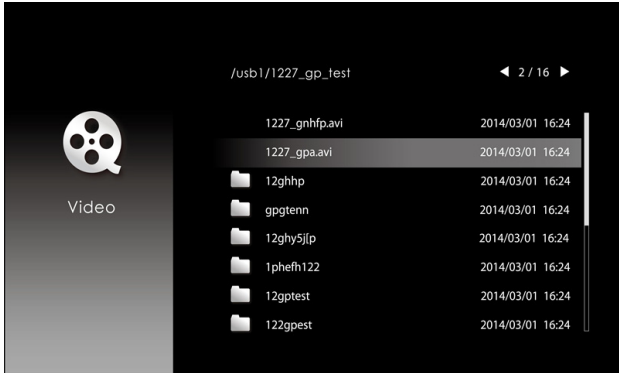 /usb1/1227_gp_test ◀ 2 / 16 ▶
1227_gnhfp.avi 2014/03/01 16:24
1227_gpa.avi 2014/03/01 16:24
12ghhp 2014/03/01 16:24
Video
gpgtenn 2014/03/01 16:24
12ghy5j[p 2014/03/01 16:24
1phefh122 2014/03/01 16:24
12gptest 2014/03/01 16:24
122gpest 2014/03/01 16:24